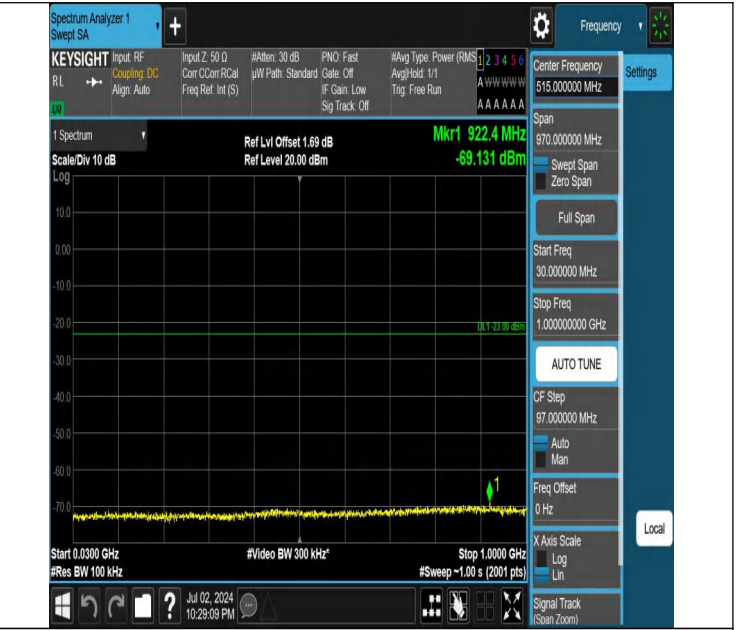 Spectrum Analyzer 1
Swept SA
+
Frequency
KEYSIGHT
RL
Input: RF
Coupling: DC
Align: Auto
Input Z: 50 Ω
Corr CCorr RCal
Freq Ref: Int (S)
#Atten: 30 dB
µW Path: Standard
PNO: Fast
Gate: Off
IF Gain: Low
Sig Track: Off
#Avg Type: Power (RMS
Avg|Hold: 1/1
Trig: Free Run
1 2 3 4 5 6
A W W W W W
A A A A A A
1 Spectrum
Scale/Div 10 dB
Log
Ref Lvl Offset 1.69 dB
Ref Level 20.00 dBm
Mkr1 922.4 MHz
-69.131 dBm
10.0
0.00
-10.0
-20.0
-30.0
-40.0
-50.0
-60.0
-70.0
DL1 -23.00 dBm
1
Start 0.0300 GHz
#Res BW 100 kHz
#Video BW 300 kHz*
Stop 1.0000 GHz
#Sweep ~1.00 s (2001 pts)
Center Frequency
515.000000 MHz
Settings
Span
970.000000 MHz
Swept Span
Zero Span
Full Span
Start Freq
30.000000 MHz
Stop Freq
1.000000000 GHz
AUTO TUNE
CF Step
97.000000 MHz
Auto
Man
Freq Offset
0 Hz
X Axis Scale
Log
Lin
Local
Signal Track
(Span Zoom)
?
Jul 02, 2024
10:29:09 PM